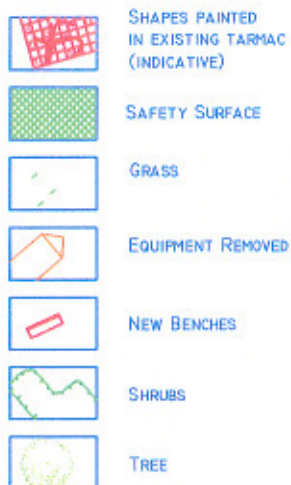 SHAPES PAINTED
IN EXISTING TARMAC
(INDICATIVE)
SAFETY SURFACE
GRASS
EQUIPMENT REMOVED
NEW BENCHES
SHRUBS
TREE